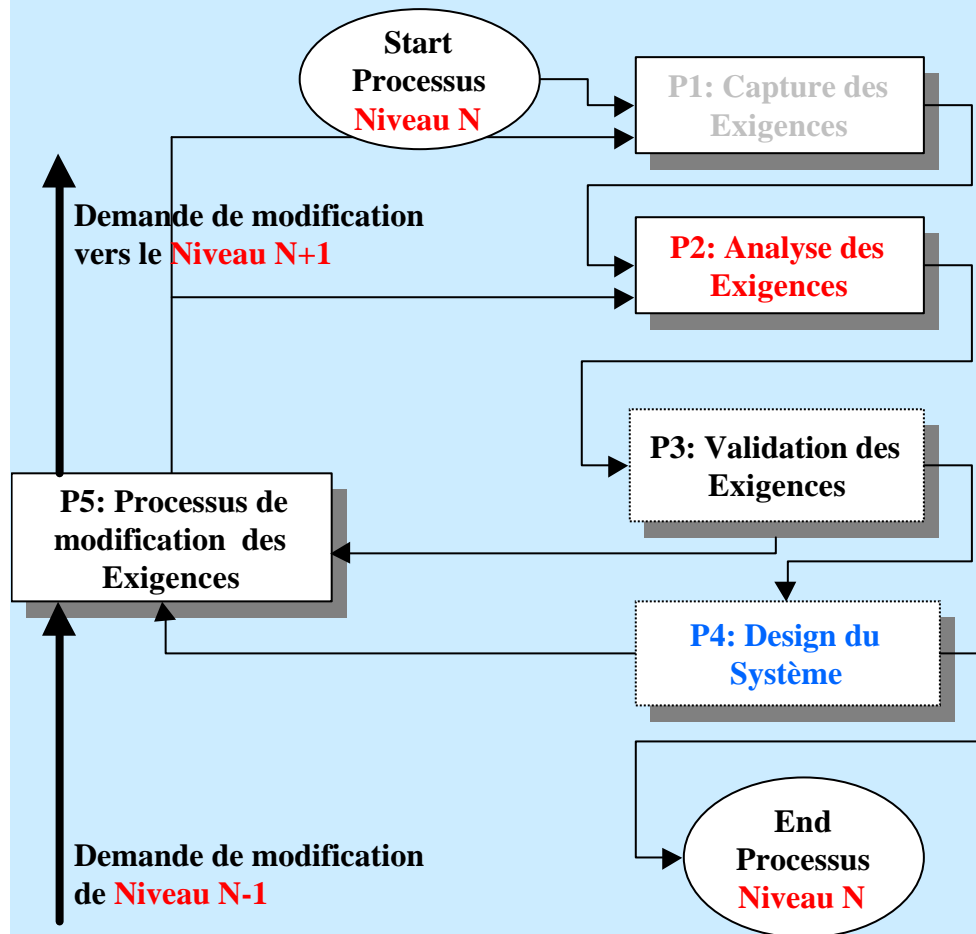 Start
Processus
Niveau N
P1: Capture des
Exigences
Demande de modification
vers le Niveau N+1
P2: Analyse des
Exigences
P3: Validation des
Exigences
P5: Processus de
modification des
Exigences
P4: Design du
Système
Demande de modification
de Niveau N-1
End
Processus
Niveau N